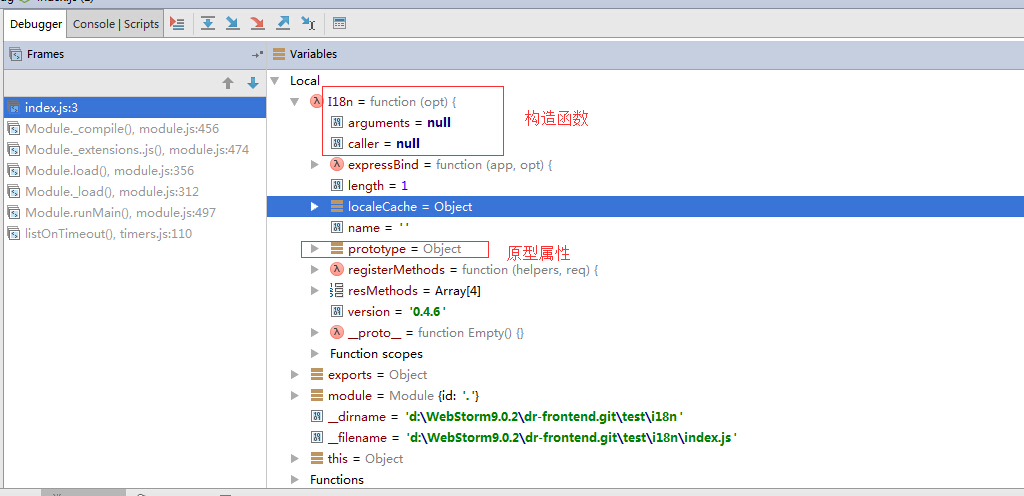 Debugger
Console | Scripts
Frames
Variables
index.js:3
Module._compile(), module.js:456
Module._extensions..js(), module.js:474
Module.load(), module.js:356
Module._load(), module.js:312
Module.runMain(), module.js:497
listOnTimeout(), timers.js:110
Local
I18n = function (opt) {
构造函数
arguments = null
caller = null
expressBind = function (app, opt) {
length = 1
localeCache = Object
name = ''
prototype = Object
原型属性
registerMethods = function (helpers, req) {
resMethods = Array[4]
version = '0.4.6'
__proto__ = function Empty() {}
Function scopes
exports = Object
module = Module {id: '.'}
__dirname = 'd:\WebStorm9.0.2\dr-frontend.git\test\i18n'
__filename = 'd:\WebStorm9.0.2\dr-frontend.git\test\i18n\index.js'
this = Object
Functions